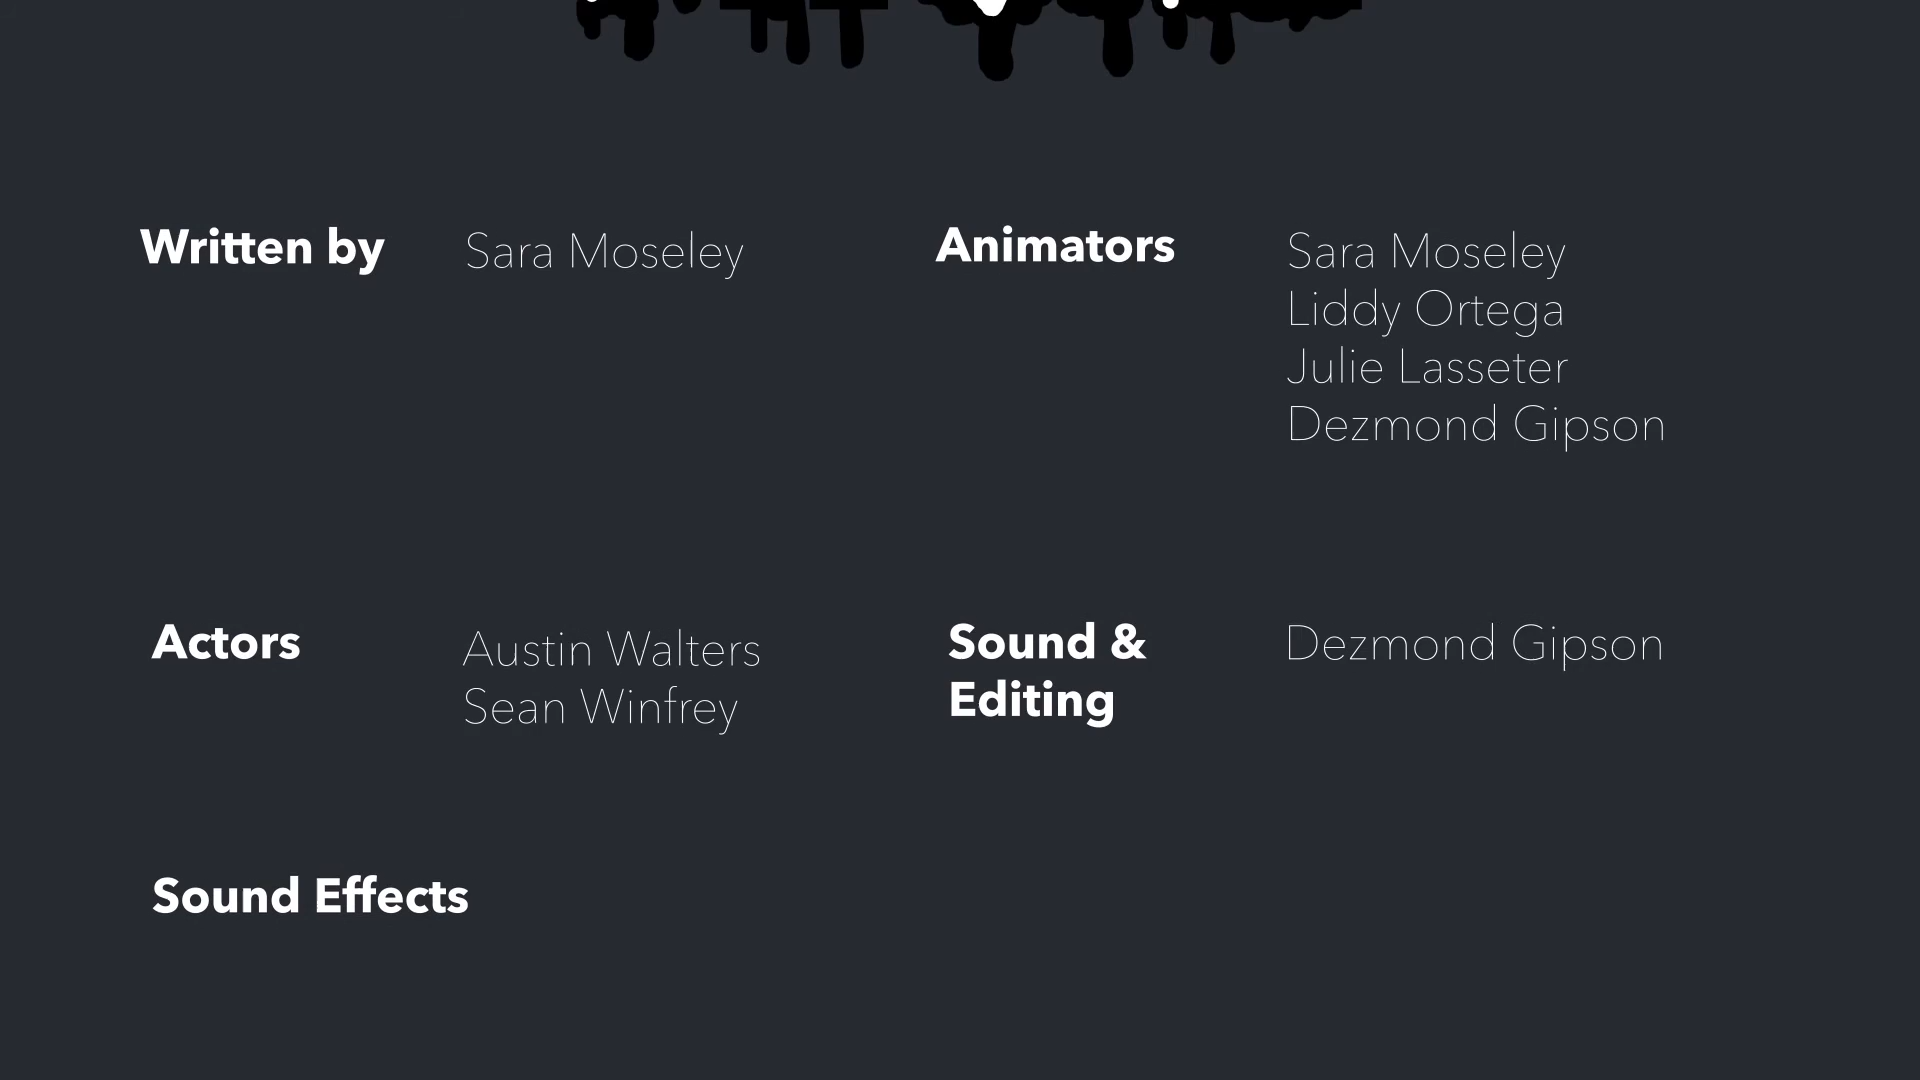 Written by
Sara Moseley
Animators
Sara Moseley
Liddy Ortega
Julie Lasseter
Dezmond Gipson
Actors
Austin Walters
Sean Winfrey
Sound &
Editing
Dezmond Gipson
Sound Effects